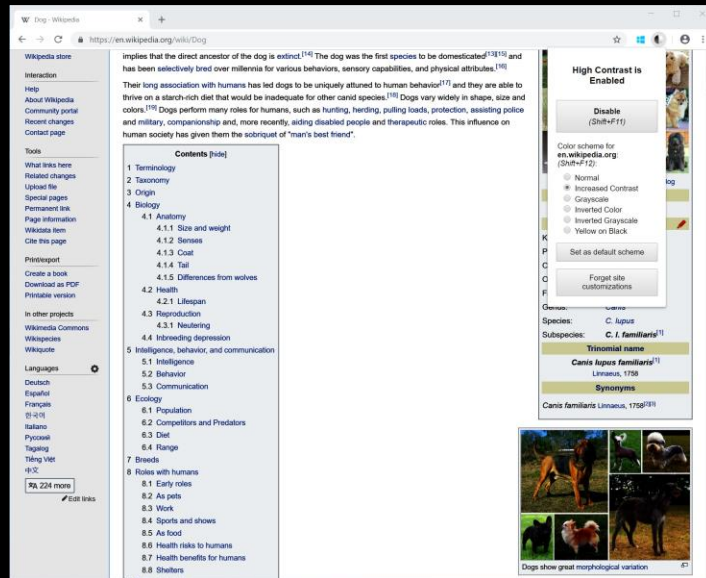 Dog - Wikipedia
https://en.wikipedia.org/wiki/Dog
Wikipedia store
Interaction
Help
About Wikipedia
Community portal
Recent changes
Contact page
Tools
What links here
Related changes
Upload file
Special pages
Permanent link
Page information
Wikidata item
Cite this page
Print/export
Create a book
Download as PDF
Printable version
In other projects
Wikimedia Commons
Wikispecies
Wikiquote
Languages
Deutsch
Español
Français
한국어
Italiano
Русский
Tagalog
Tiếng Việt
中文
224 more
Edit links
implies that the direct ancestor of the dog is extinct.[14] The dog was the first species to be domesticated[13][15] and
has been selectively bred over millennia for various behaviors, sensory capabilities, and physical attributes.[16]
Their long association with humans has led dogs to be uniquely attuned to human behavior[17] and they are able to
thrive on a starch-rich diet that would be inadequate for other canid species.[18] Dogs vary widely in shape, size and
colors.[19] Dogs perform many roles for humans, such as hunting, herding, pulling loads, protection, assisting police
and military, companionship and, more recently, aiding disabled people and therapeutic roles. This influence on
human society has given them the sobriquet of "man's best friend".
Contents [hide]
1 Terminology
2 Taxonomy
3 Origin
4 Biology
4.1 Anatomy
4.1.1 Size and weight
4.1.2 Senses
4.1.3 Coat
4.1.4 Tail
4.1.5 Differences from wolves
4.2 Health
4.2.1 Lifespan
4.3 Reproduction
4.3.1 Neutering
4.4 Inbreeding depression
5 Intelligence, behavior, and communication
5.1 Intelligence
5.2 Behavior
5.3 Communication
6 Ecology
6.1 Population
6.2 Competitors and Predators
6.3 Diet
6.4 Range
7 Breeds
8 Roles with humans
8.1 Early roles
8.2 As pets
8.3 Work
8.4 Sports and shows
8.5 As food
8.6 Health risks to humans
8.7 Health benefits for humans
8.8 Shelters
High Contrast is
Enabled
Disable
(Shift+F11)
Color scheme for
en.wikipedia.org:
(Shift+F12):
Normal
Increased Contrast
Grayscale
Inverted Color
Inverted Grayscale
Yellow on Black
Set as default scheme
Forget site
customizations
Genus: Canis
Species: C. lupus
Subspecies: C. l. familiaris[1]
Trinomial name
Canis lupus familiaris[1]
Linnaeus, 1758
Synonyms
Canis familiaris Linnaeus, 1758[2][3]
Dogs show great morphological variation